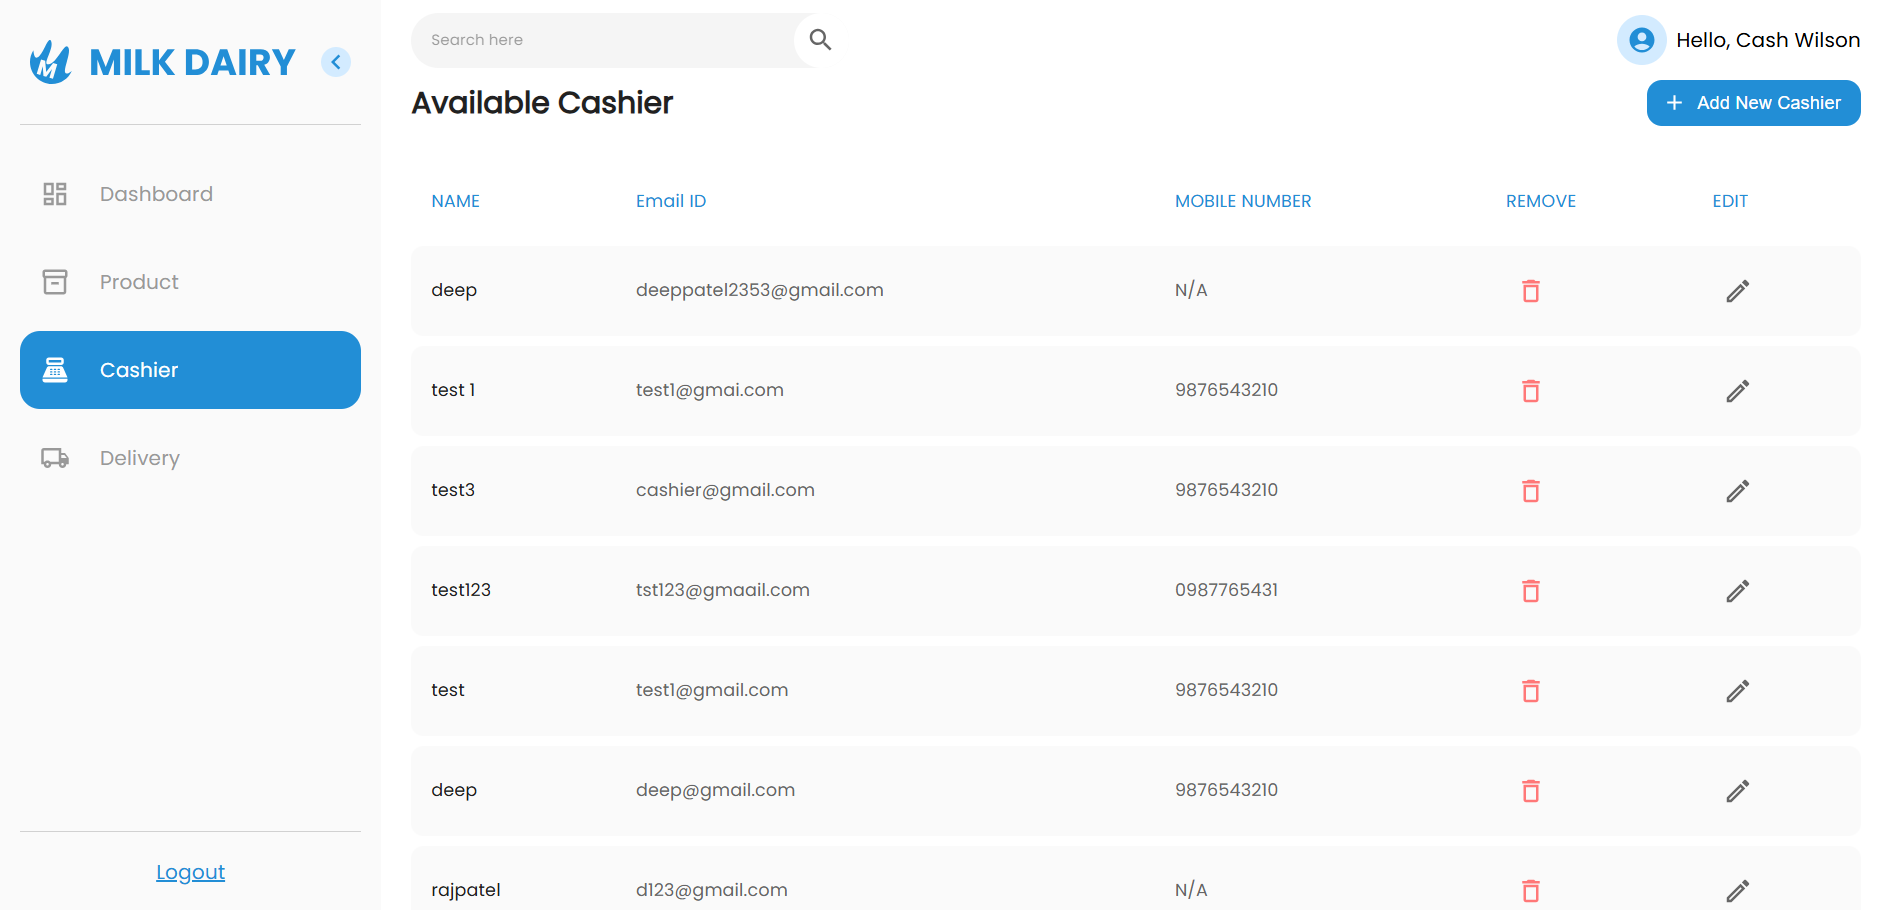 MILK DAIRY
Dashboard
Product
Cashier
Delivery
Logout
Search here
Hello, Cash Wilson
Available Cashier
+ Add New Cashier
NAME Email ID MOBILE NUMBER REMOVE EDIT
deep deeppatel2353@gmail.com N/A
test 1 test1@gmai.com 9876543210
test3 cashier@gmail.com 9876543210
test123 tst123@gmaail.com 0987765431
test test1@gmail.com 9876543210
deep deep@gmail.com 9876543210
rajpatel d123@gmail.com N/A